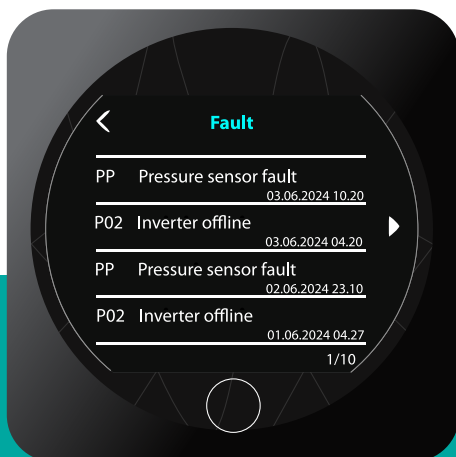 Fault
PP Pressure sensor fault
03.06.2024 10.20
P02 Inverter offline
03.06.2024 04.20
PP Pressure sensor fault
02.06.2024 23.10
P02 Inverter offline
01.06.2024 04.27
1/10